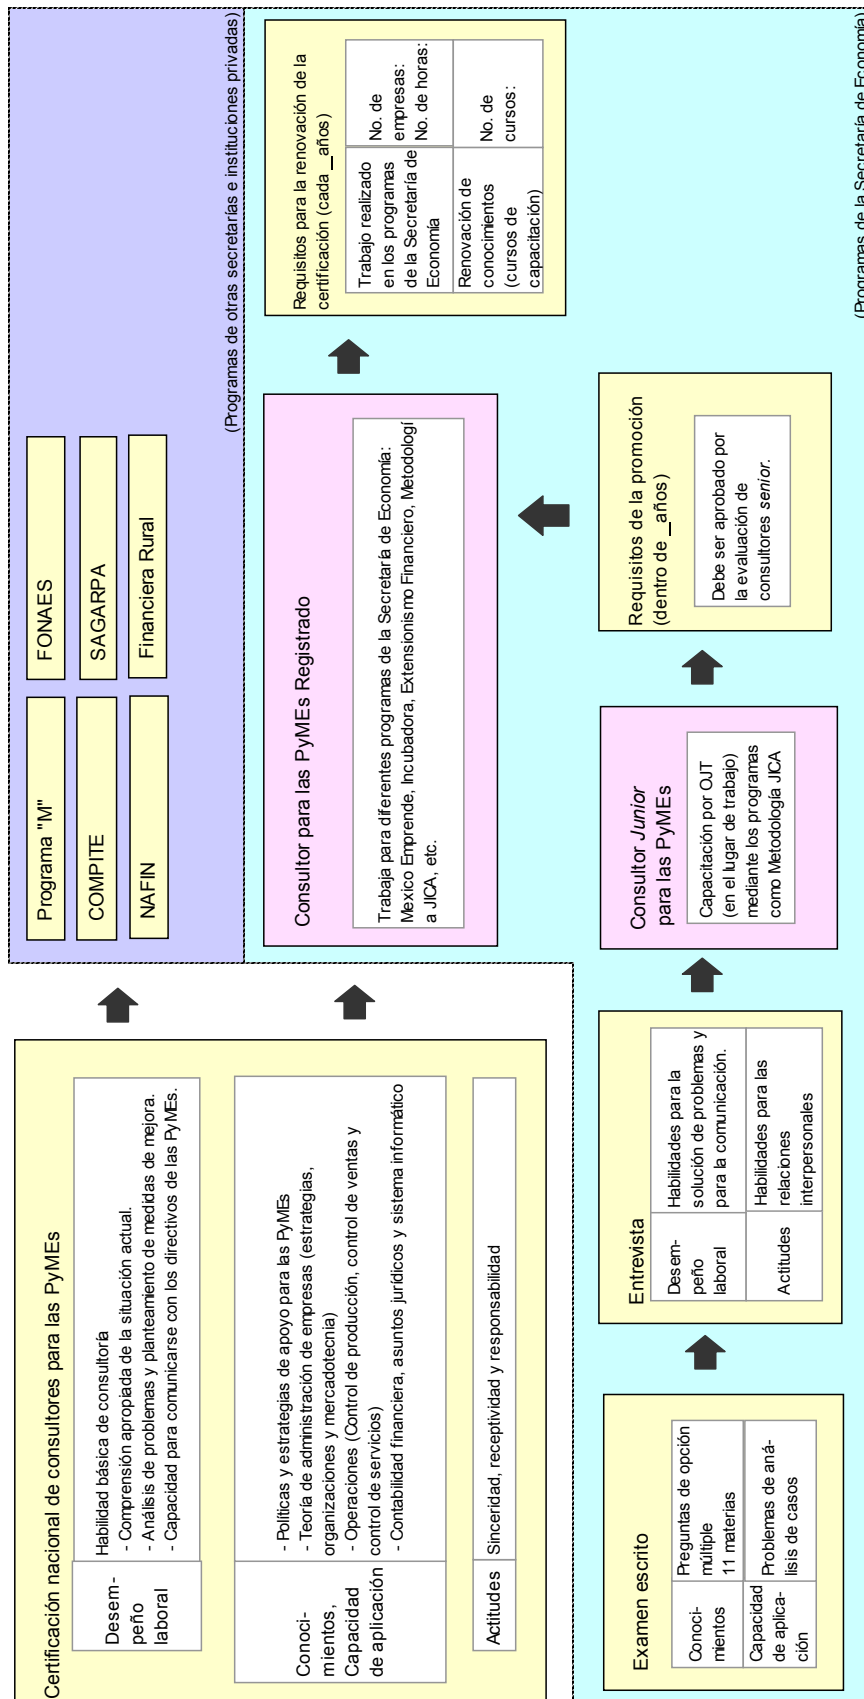 Certificación nacional de consultores para las PyMEs
Desem-
peño
laboral
Habilidad básica de consultoría
- Comprensión apropiada de la situación actual.
- Análisis de problemas y planteamiento de medidas de mejora.
- Capacidad para comunicarse con los directivos de las PyMEs.
Conoci-
mientos,
Capacidad
de aplicación
- Políticas y estrategias de apoyo para las PyMEs
- Teoría de administración de empresas (estrategias,
organizaciones y mercadotecnia)
- Operaciones (Control de producción, control de ventas y
control de servicios)
- Contabilidad financiera, asuntos jurídicos y sistema informático
Actitudes
Sinceridad, receptividad y responsabilidad
Programa "M"
FONAES
COMPITE
SAGARPA
NAFIN
Financiera Rural
(Programas de otras secretarías e instituciones privadas)
Consultor para las PyMEs Registrado
Trabaja para diferentes programas de la Secretaría de Economía:
Mexico Emprende, Incubadora, Extensionismo Financiero, Metodologí
a JICA, etc.
Requisitos para la renovación de la
certificación (cada _años)
Trabajo realizado
en los programas
de la Secretaría de
Economía
No. de
empresas:
No. de horas:
Renovación de
conocimientos
(cursos de
capacitación)
No. de
cursos:
Examen escrito
Conoci-
mientos
Preguntas de opción
múltiple
11 materias
Capacidad
de aplica-
ción
Problemas de aná-
lisis de casos
Entrevista
Desem-
peño
laboral
Habilidades para la
solución de problemas y
para la comunicación.
Actitudes
Habilidades para las
relaciones
interpersonales
Consultor Junior
para las PyMEs
Capacitación por OJT
(en el lugar de trabajo)
mediante los programas
como Metodología JICA
Requisitos de la promoción
(dentro de _años)
Debe ser aprobado por
la evaluación de
consultores senior.
(Programas de la Secretaría de Economía)